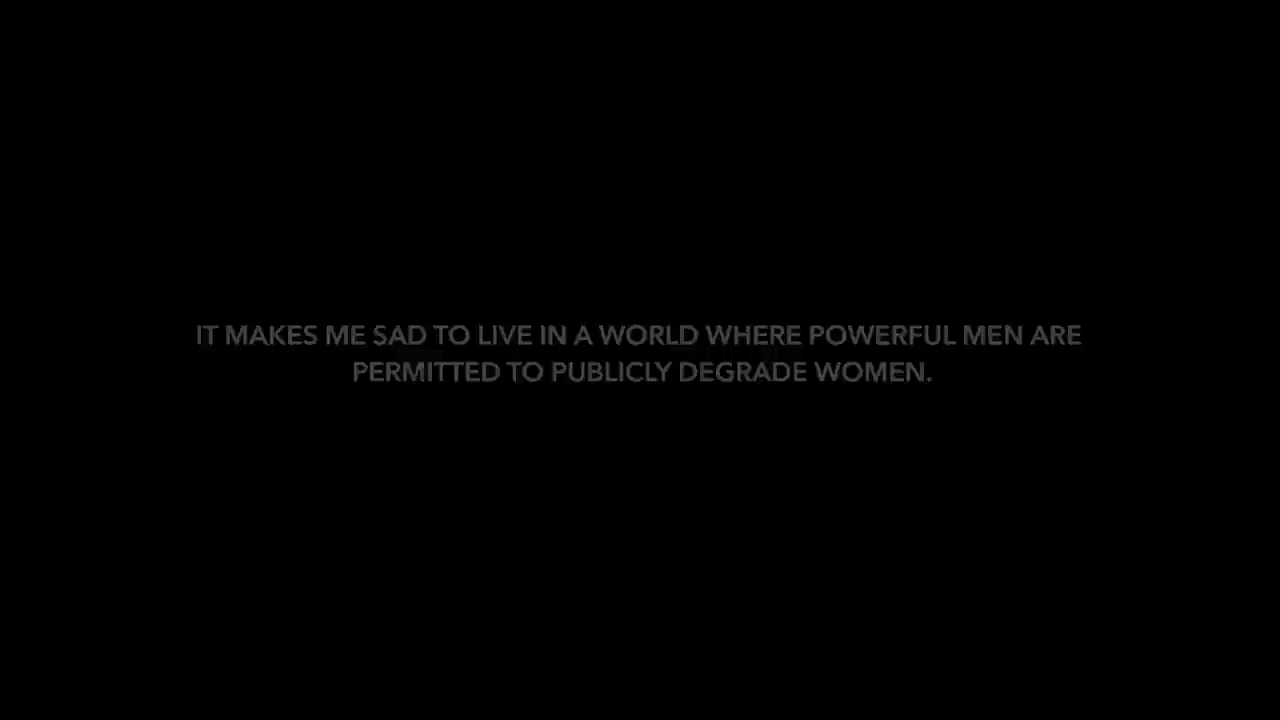 IT MAKES ME SAD TO LIVE IN A WORLD WHERE POWERFUL MEN ARE
PERMITTED TO PUBLICLY DEGRADE WOMEN.